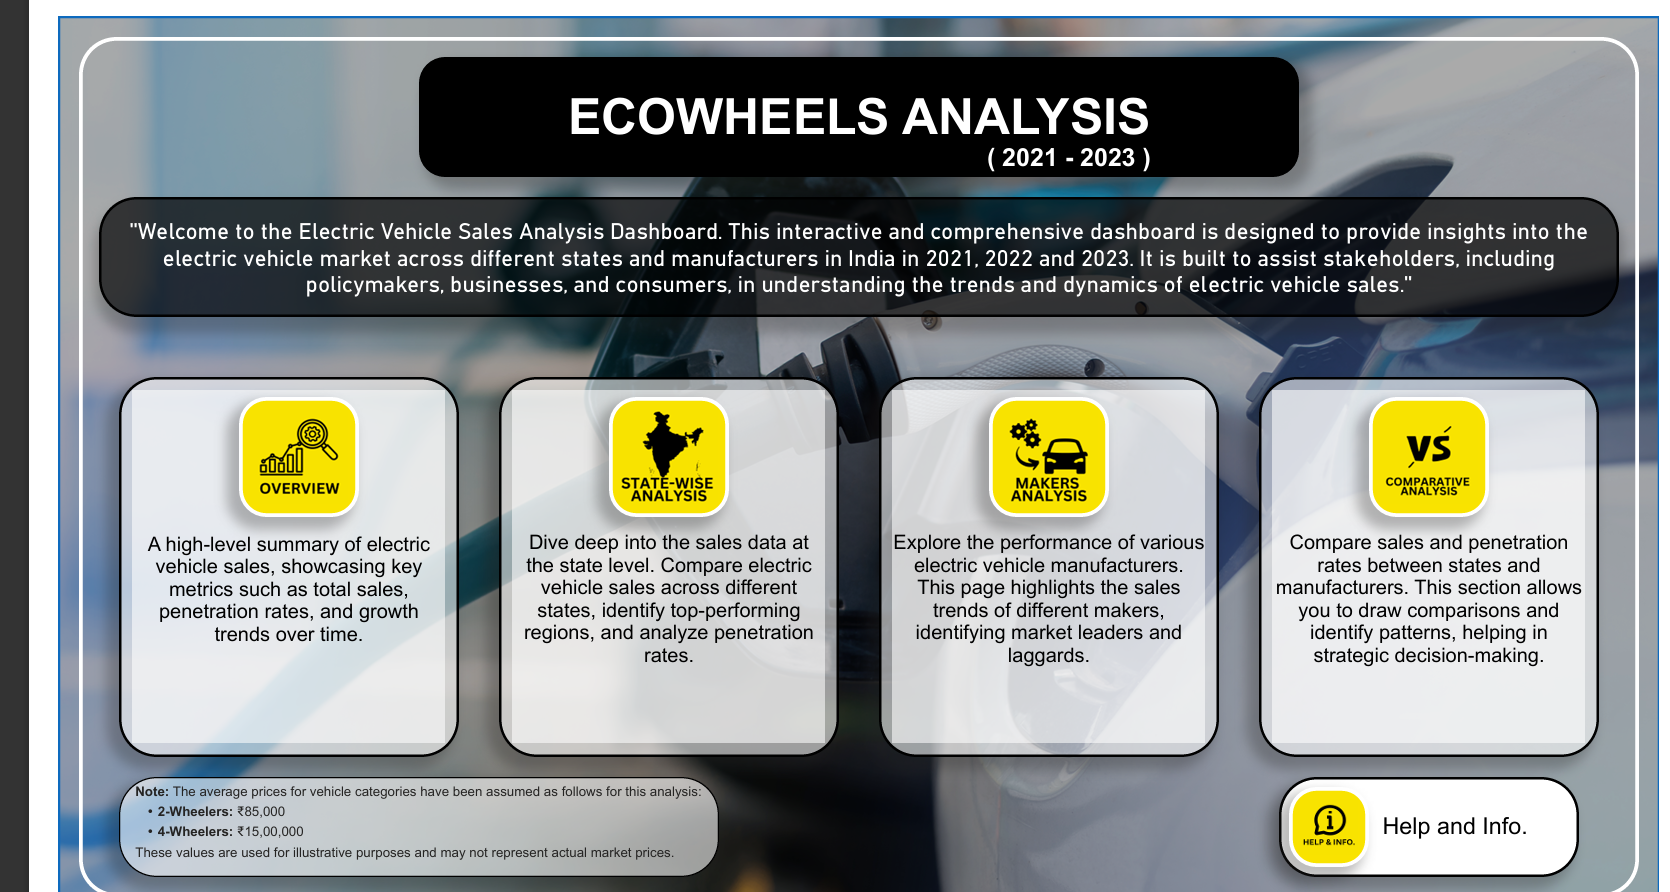 ECOWHEELS ANALYSIS
( 2021 - 2023 )
"Welcome to the Electric Vehicle Sales Analysis Dashboard. This interactive and comprehensive dashboard is designed to provide insights into the
electric vehicle market across different states and manufacturers in India in 2021, 2022 and 2023. It is built to assist stakeholders, including
policymakers, businesses, and consumers, in understanding the trends and dynamics of electric vehicle sales."
OVERVIEW
A high-level summary of electric
vehicle sales, showcasing key
metrics such as total sales,
penetration rates, and growth
trends over time.
STATE-WISE
ANALYSIS
Dive deep into the sales data at
the state level. Compare electric
vehicle sales across different
states, identify top-performing
regions, and analyze penetration
rates.
MAKERS
ANALYSIS
Explore the performance of various
electric vehicle manufacturers.
This page highlights the sales
trends of different makers,
identifying market leaders and
laggards.
VS
COMPARATIVE
ANALYSIS
Compare sales and penetration
rates between states and
manufacturers. This section allows
you to draw comparisons and
identify patterns, helping in
strategic decision-making.
Note: The average prices for vehicle categories have been assumed as follows for this analysis:
• 2-Wheelers: ₹85,000
• 4-Wheelers: ₹15,00,000
These values are used for illustrative purposes and may not represent actual market prices.
HELP & INFO.
Help and Info.